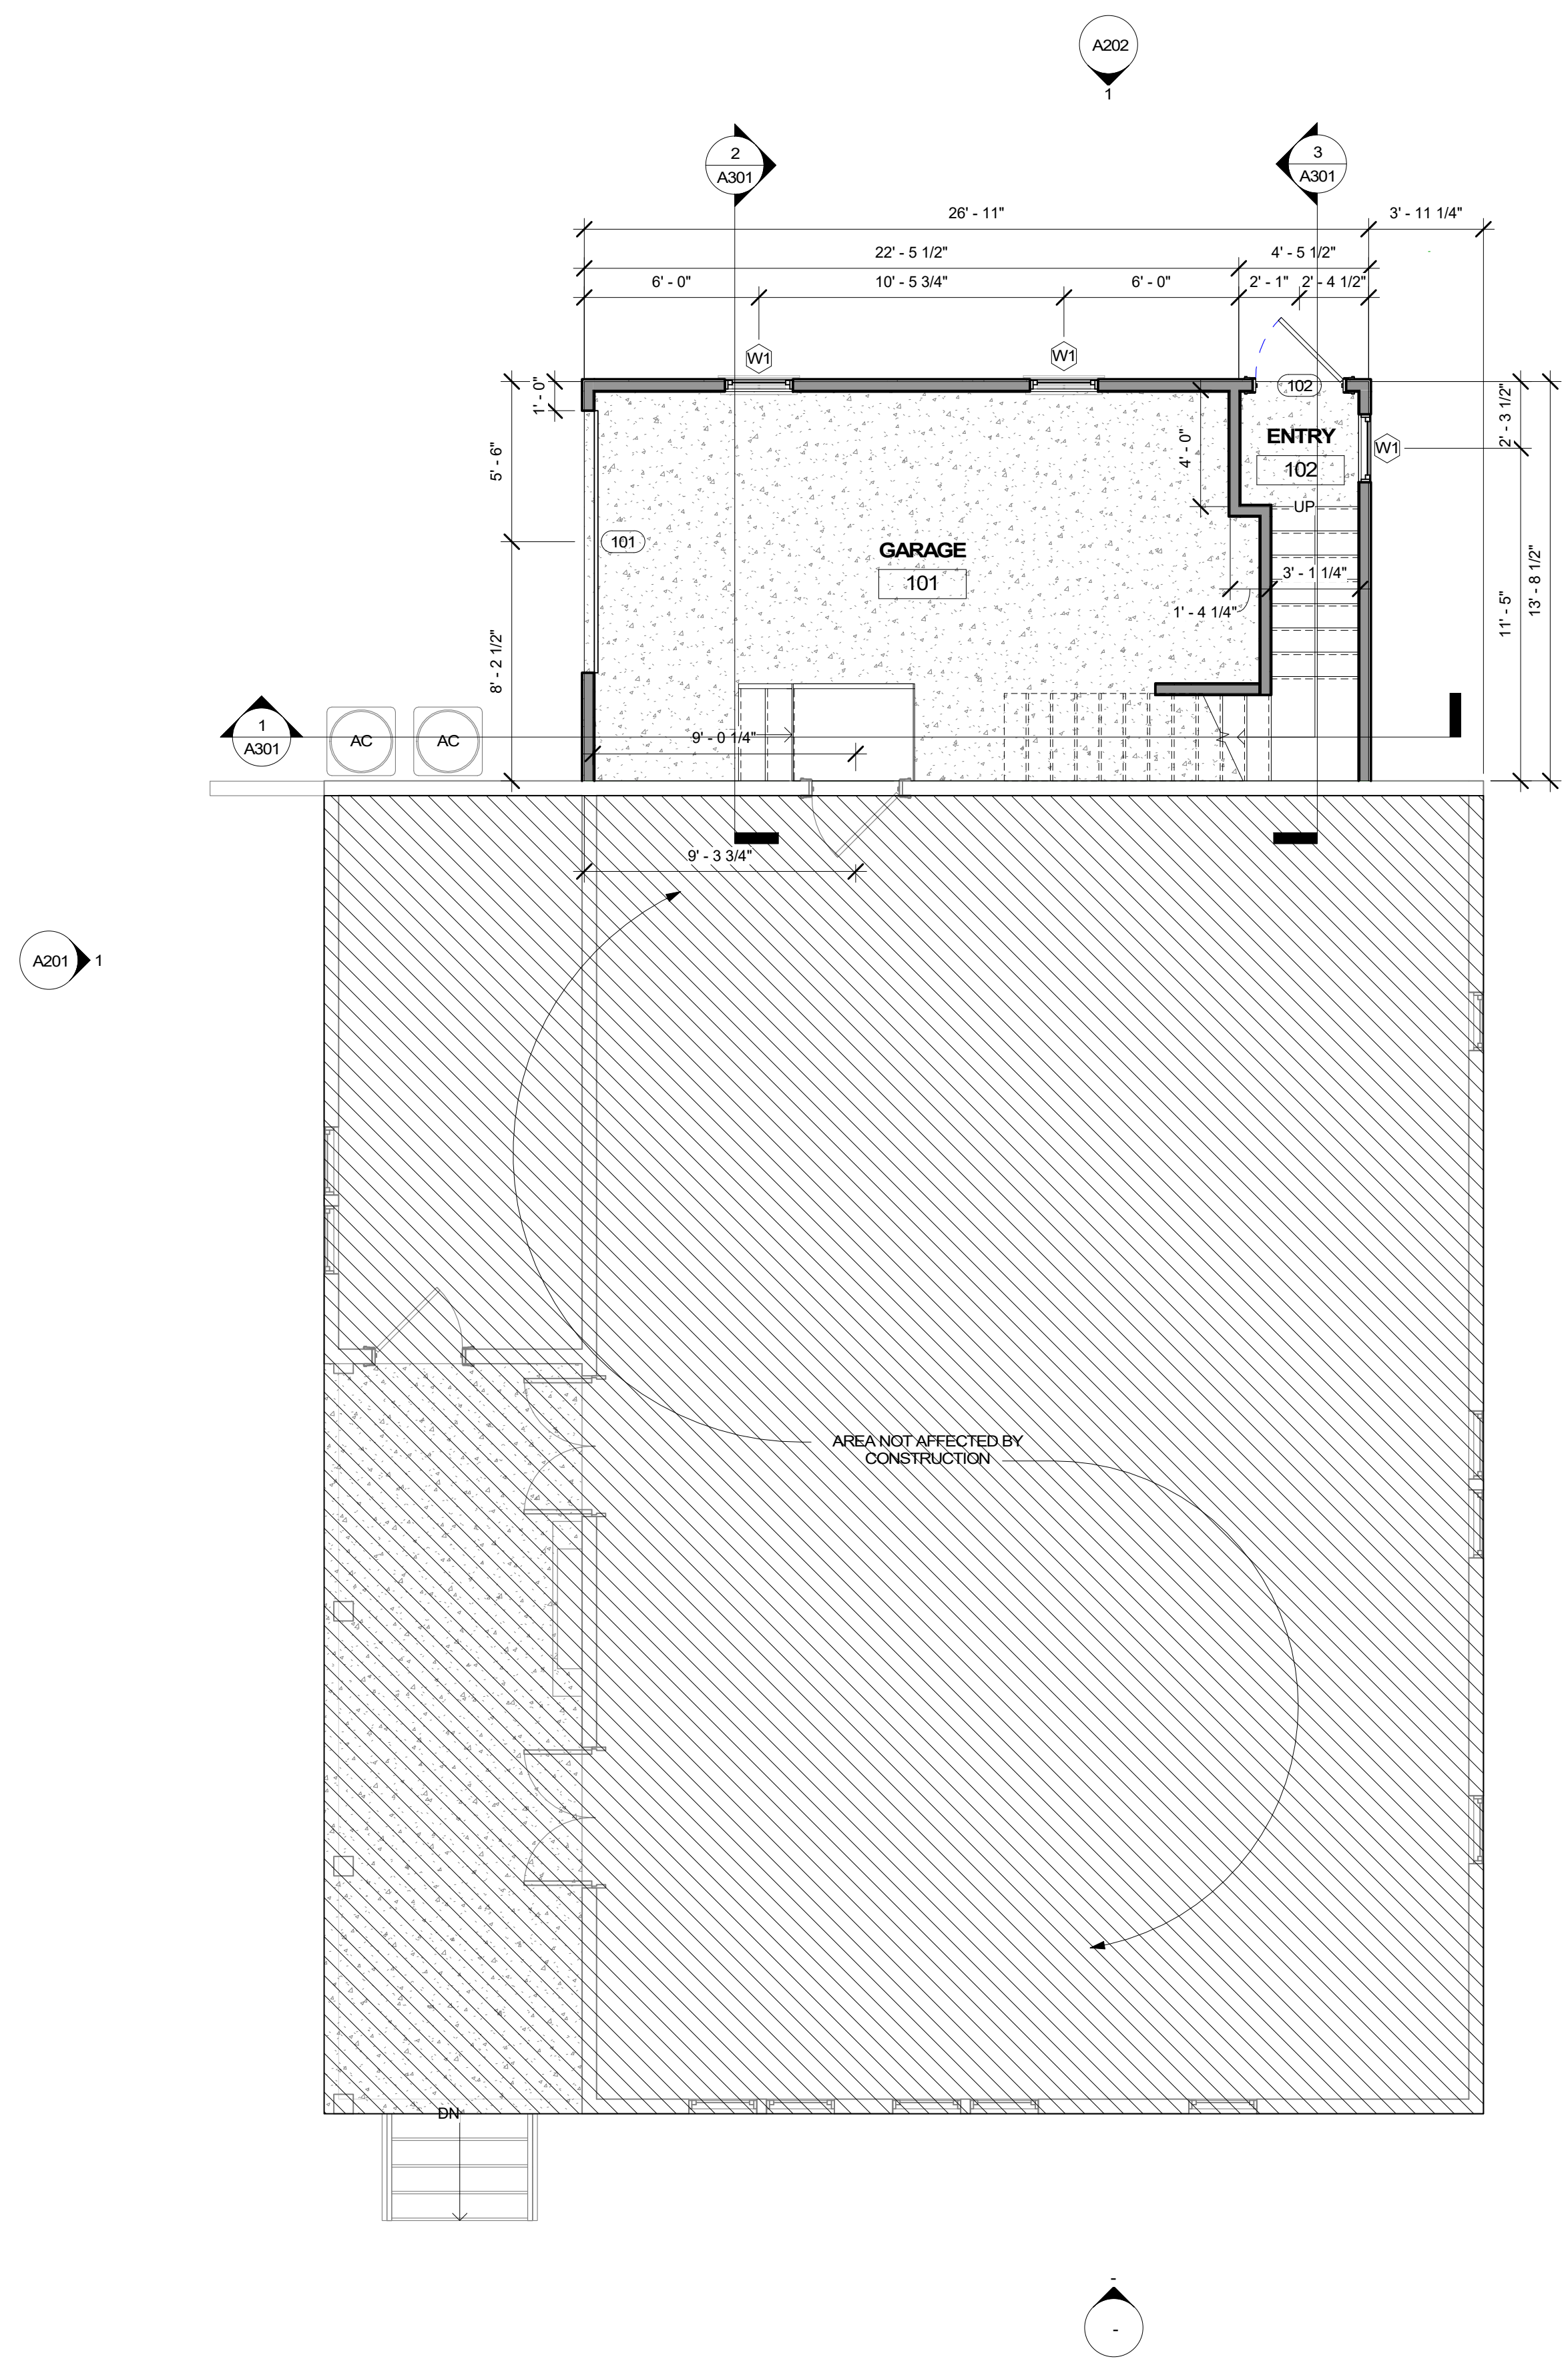 A202
1
2
A301
3
A301
26' - 11"
3' - 11 1/4"
22' - 5 1/2"
4' - 5 1/2"
6' - 0"
10' - 5 3/4"
6' - 0"
2' - 1"
2' - 4 1/2"
W1
W1
1' - 0"
102
2' - 3 1/2"
5' - 6"
4' - 0"
ENTRY
102
W1
UP
101
GARAGE
101
3' - 1 1/4"
1' - 4 1/4"
13' - 8 1/2"
11' - 5"
8' - 2 1/2"
1
A301
AC
AC
9' - 0 1/4"
9' - 3 3/4"
A201
1
AREA NOT AFFECTED BY
CONSTRUCTION
DN
-
-